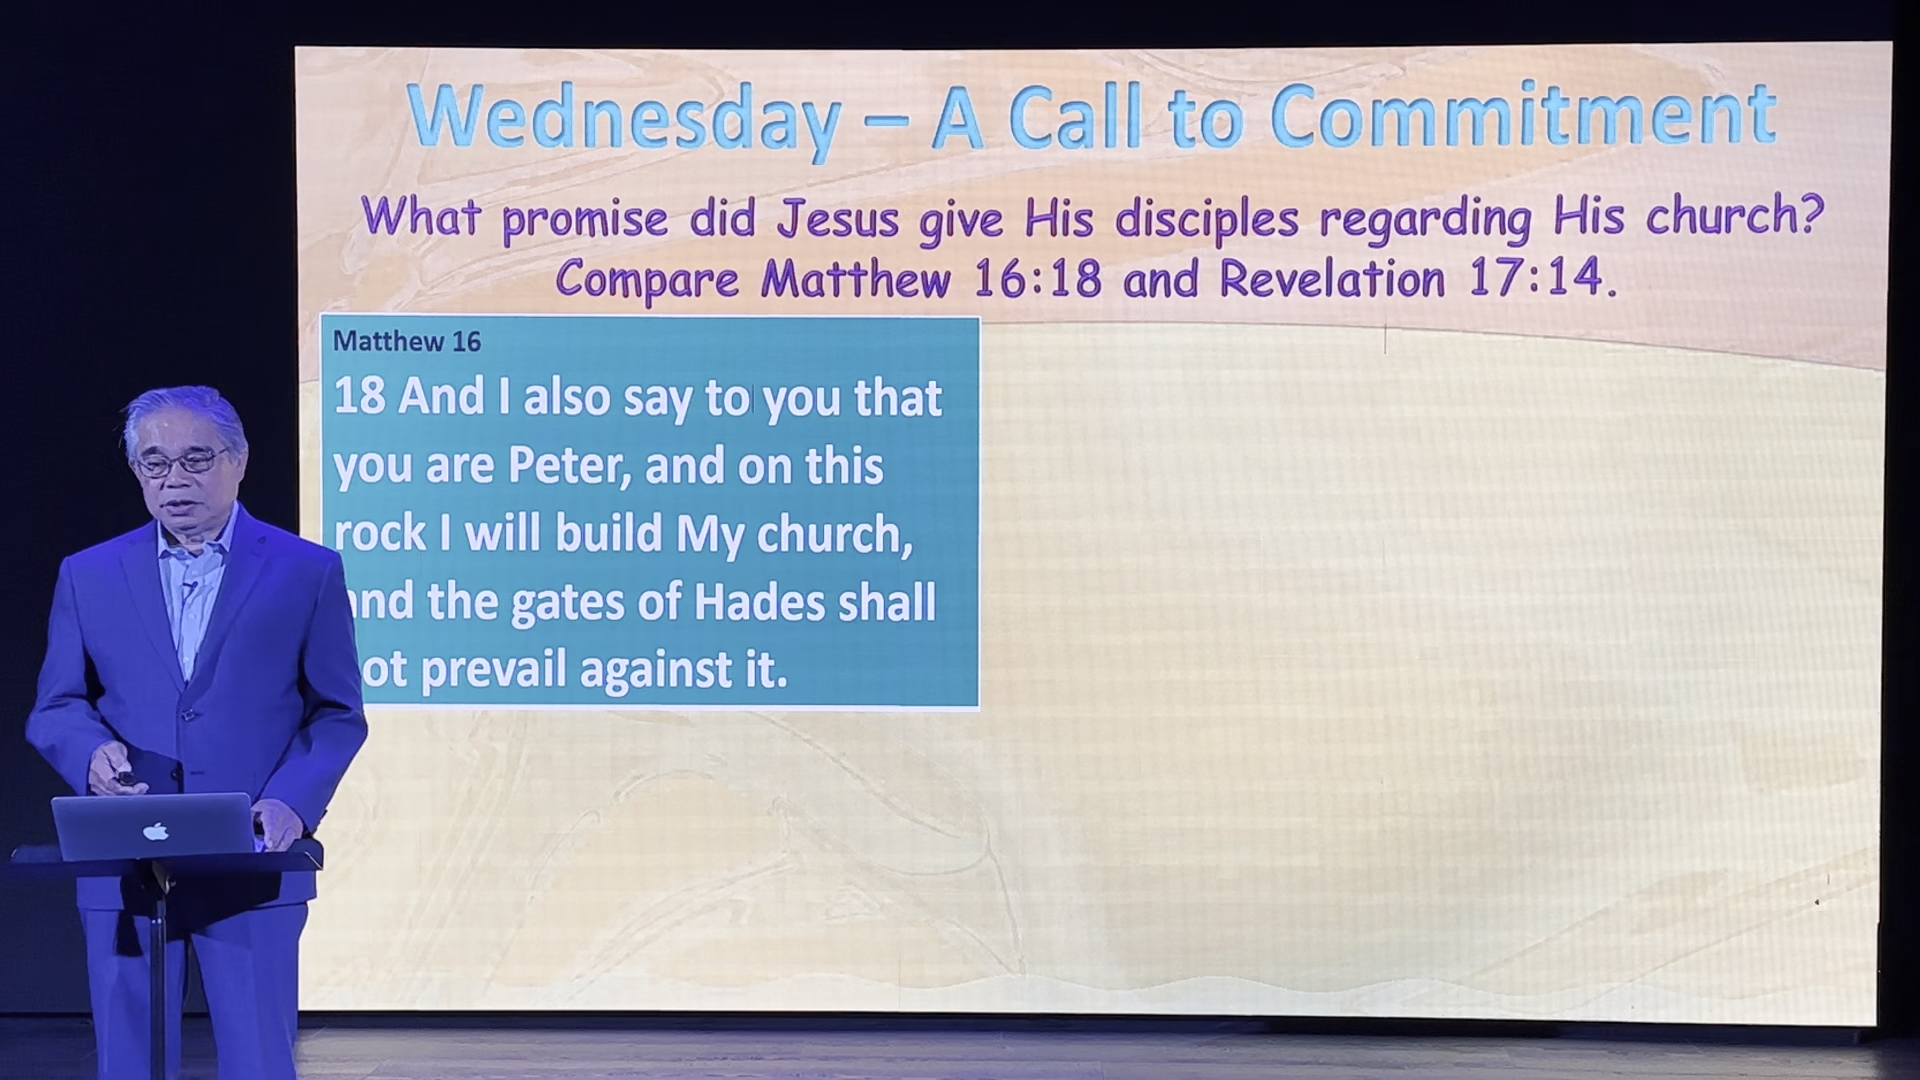 Wednesday – A Call to Commitment
What promise did Jesus give His disciples regarding His church?
Compare Matthew 16:18 and Revelation 17:14.
Matthew 16
18 And I also say to you that
you are Peter, and on this
rock I will build My church,
and the gates of Hades shall
not prevail against it.